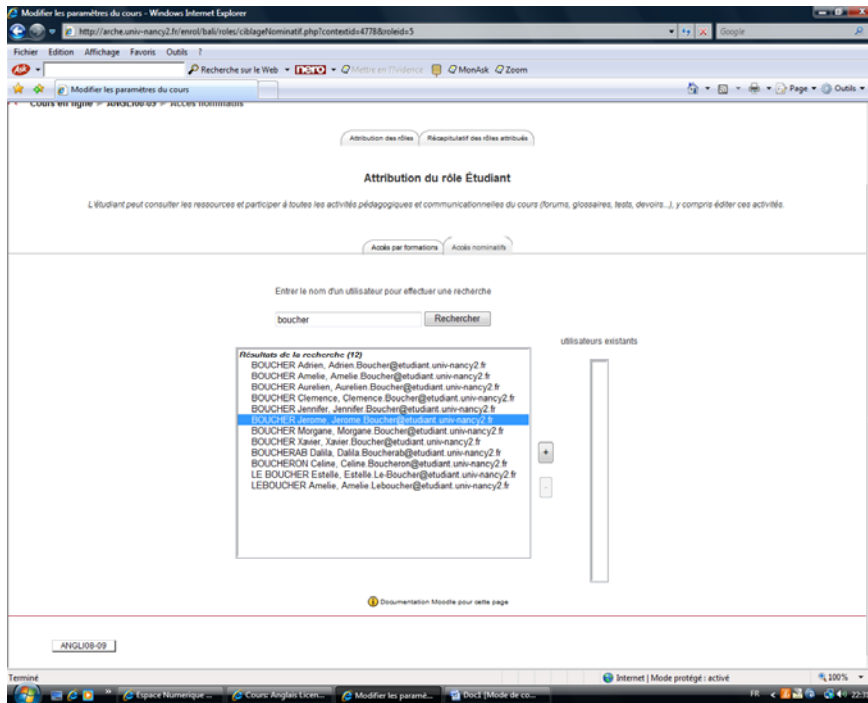 Modifier les paramètres du cours - Windows Internet Explorer
http://arche.univ-nancy2.fr/enrol/bali/roles/ciblageNominatif.php?contextid=4778&roleid=5
Google
Fichier Edition Affichage Favoris Outils ?
Ask Recherche sur le Web nero Mettre en l'évidence MonAsk Zoom
Modifier les paramètres du cours
Page Outils
Cours en ligne ANGLI08-09 Accès nominatifs
Attribution des rôles Récapitulatif des rôles attribués
Attribution du rôle Étudiant
L'étudiant peut consulter les ressources et participer à toutes les activités pédagogiques et communicationnelles du cours (forums, glossaires, tests, devoirs...), y compris éditer ces activités.
Accès par formations Accès nominatifs
Entrer le nom d'un utilisateur pour effectuer une recherche
boucher Rechercher
utilisateurs existants
Résultats de la recherche (12)
BOUCHER Adrien, Adrien.Boucher@etudiant.univ-nancy2.fr
BOUCHER Amelie, Amelie.Boucher@etudiant.univ-nancy2.fr
BOUCHER Aurelien, Aurelien.Boucher@etudiant.univ-nancy2.fr
BOUCHER Clemence, Clemence.Boucher@etudiant.univ-nancy2.fr
BOUCHER Jennifer, Jennifer.Boucher@etudiant.univ-nancy2.fr
BOUCHER Jerome, Jerome.Boucher@etudiant.univ-nancy2.fr
BOUCHER Morgane, Morgane.Boucher@etudiant.univ-nancy2.fr
BOUCHER Xavier, Xavier.Boucher@etudiant.univ-nancy2.fr
BOUCHERAB Dalila, Dalila.Boucherab@etudiant.univ-nancy2.fr
BOUCHERON Celine, Celine.Boucheron@etudiant.univ-nancy2.fr
LE BOUCHER Estelle, Estelle.Le-Boucher@etudiant.univ-nancy2.fr
LEBOUCHER Amelie, Amelie.Leboucher@etudiant.univ-nancy2.fr
+
-
Documentation Moodle pour cette page
ANGLI08-09
Terminé Internet | Mode protégé : activé 100%
Espace Numerique ... Cours: Anglais Licen... Modifier les paramè... Doc1 [Mode de co... FR